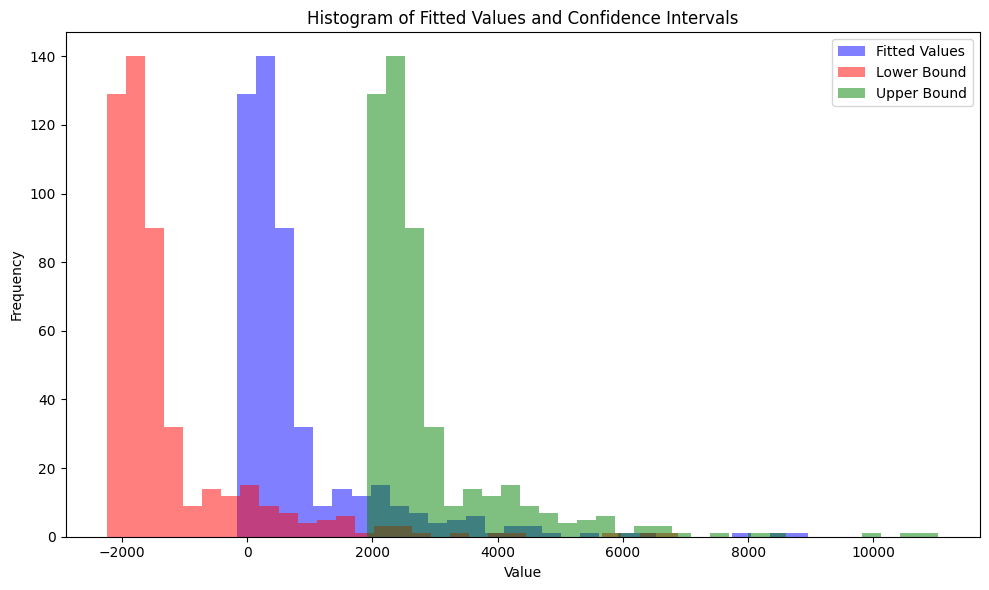 Histogram of Fitted Values and Confidence Intervals
Fitted Values
Lower Bound
Upper Bound
Frequency
140
120
100
80
60
40
20
0
−2000
0
2000
4000
6000
8000
10000
Value